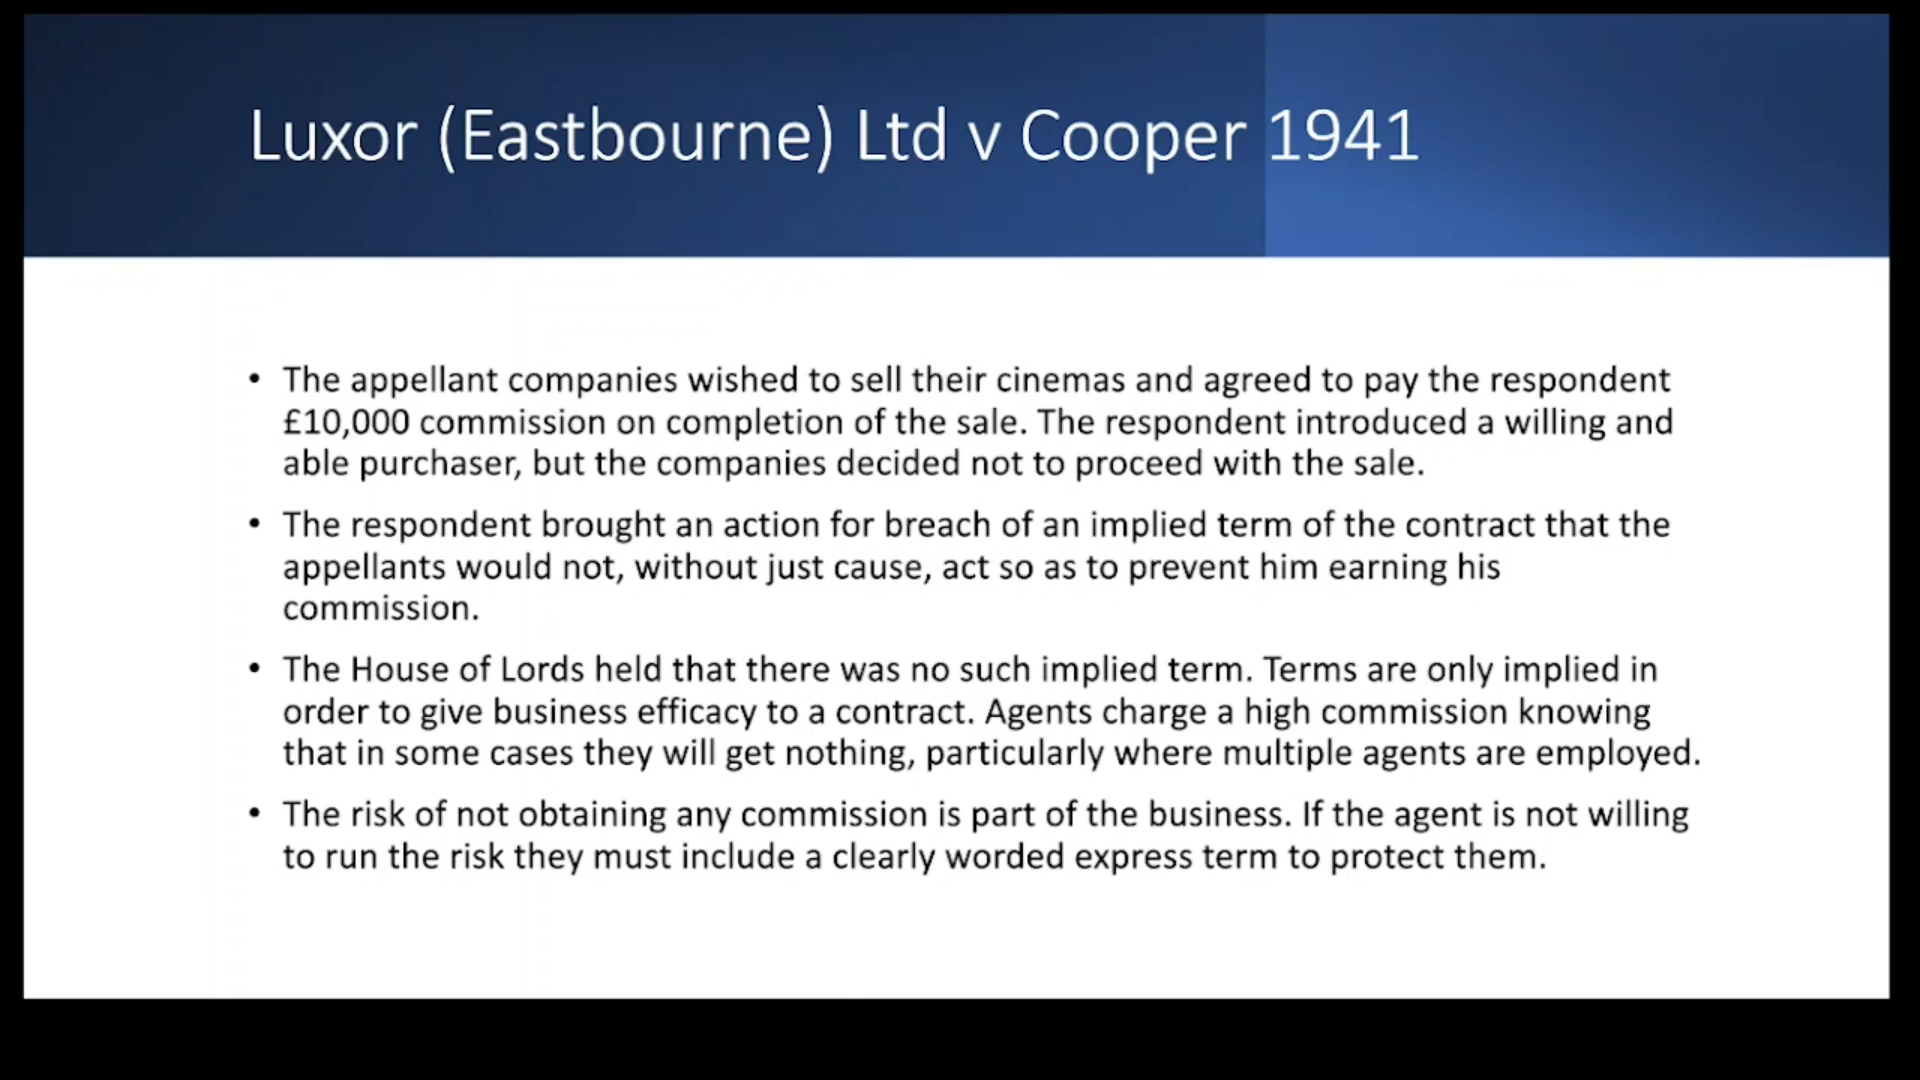 Luxor (Eastbourne) Ltd v Cooper 1941
• The appellant companies wished to sell their cinemas and agreed to pay the respondent
£10,000 commission on completion of the sale. The respondent introduced a willing and
able purchaser, but the companies decided not to proceed with the sale.
• The respondent brought an action for breach of an implied term of the contract that the
appellants would not, without just cause, act so as to prevent him earning his
commission.
• The House of Lords held that there was no such implied term. Terms are only implied in
order to give business efficacy to a contract. Agents charge a high commission knowing
that in some cases they will get nothing, particularly where multiple agents are employed.
• The risk of not obtaining any commission is part of the business. If the agent is not willing
to run the risk they must include a clearly worded express term to protect them.